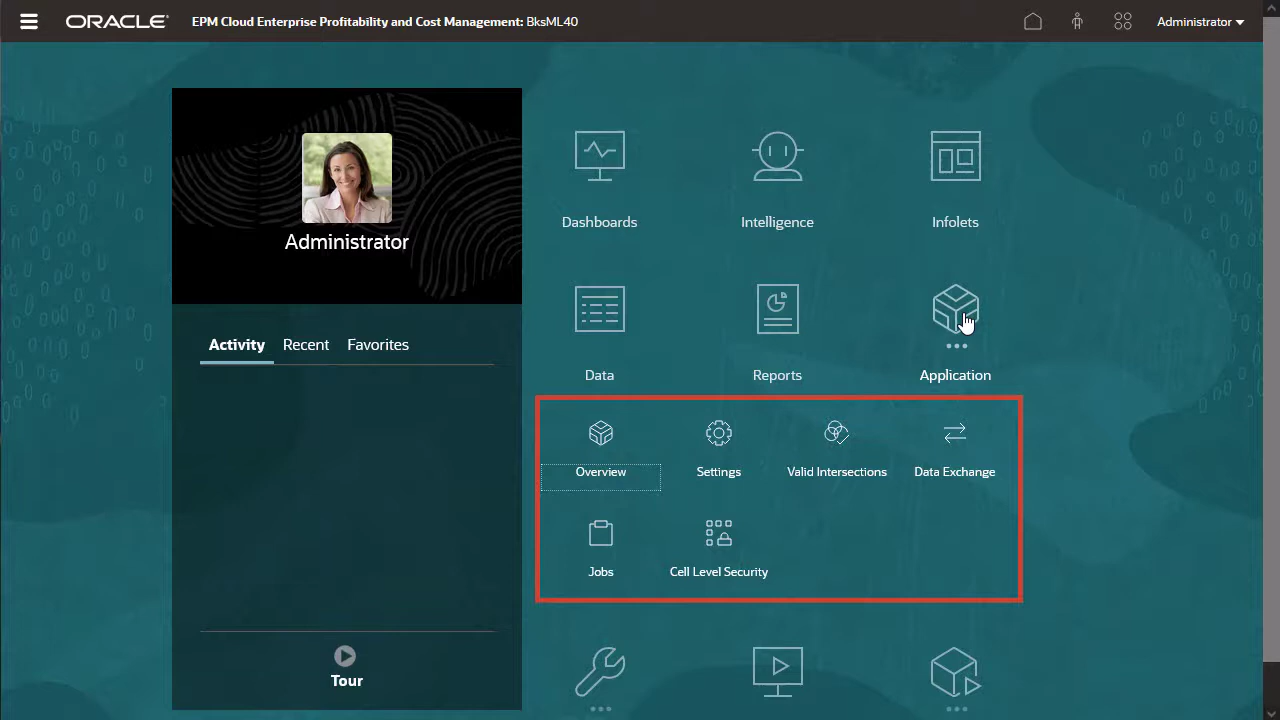 ORACLE EPM Cloud Enterprise Profitability and Cost Management: BksML40 Administrator
Administrator
Activity Recent Favorites
Tour
Dashboards Intelligence Infolets
Data Reports Application
Overview Settings Valid Intersections Data Exchange
Jobs Cell Level Security